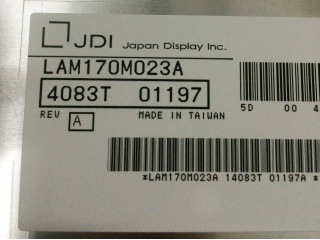 JDI Japan Display Inc.
LAM170M023A
4083T 01197
5D 00 4
REV A MADE IN TAIWAN
*LAM170M023A 14083T 01197A *